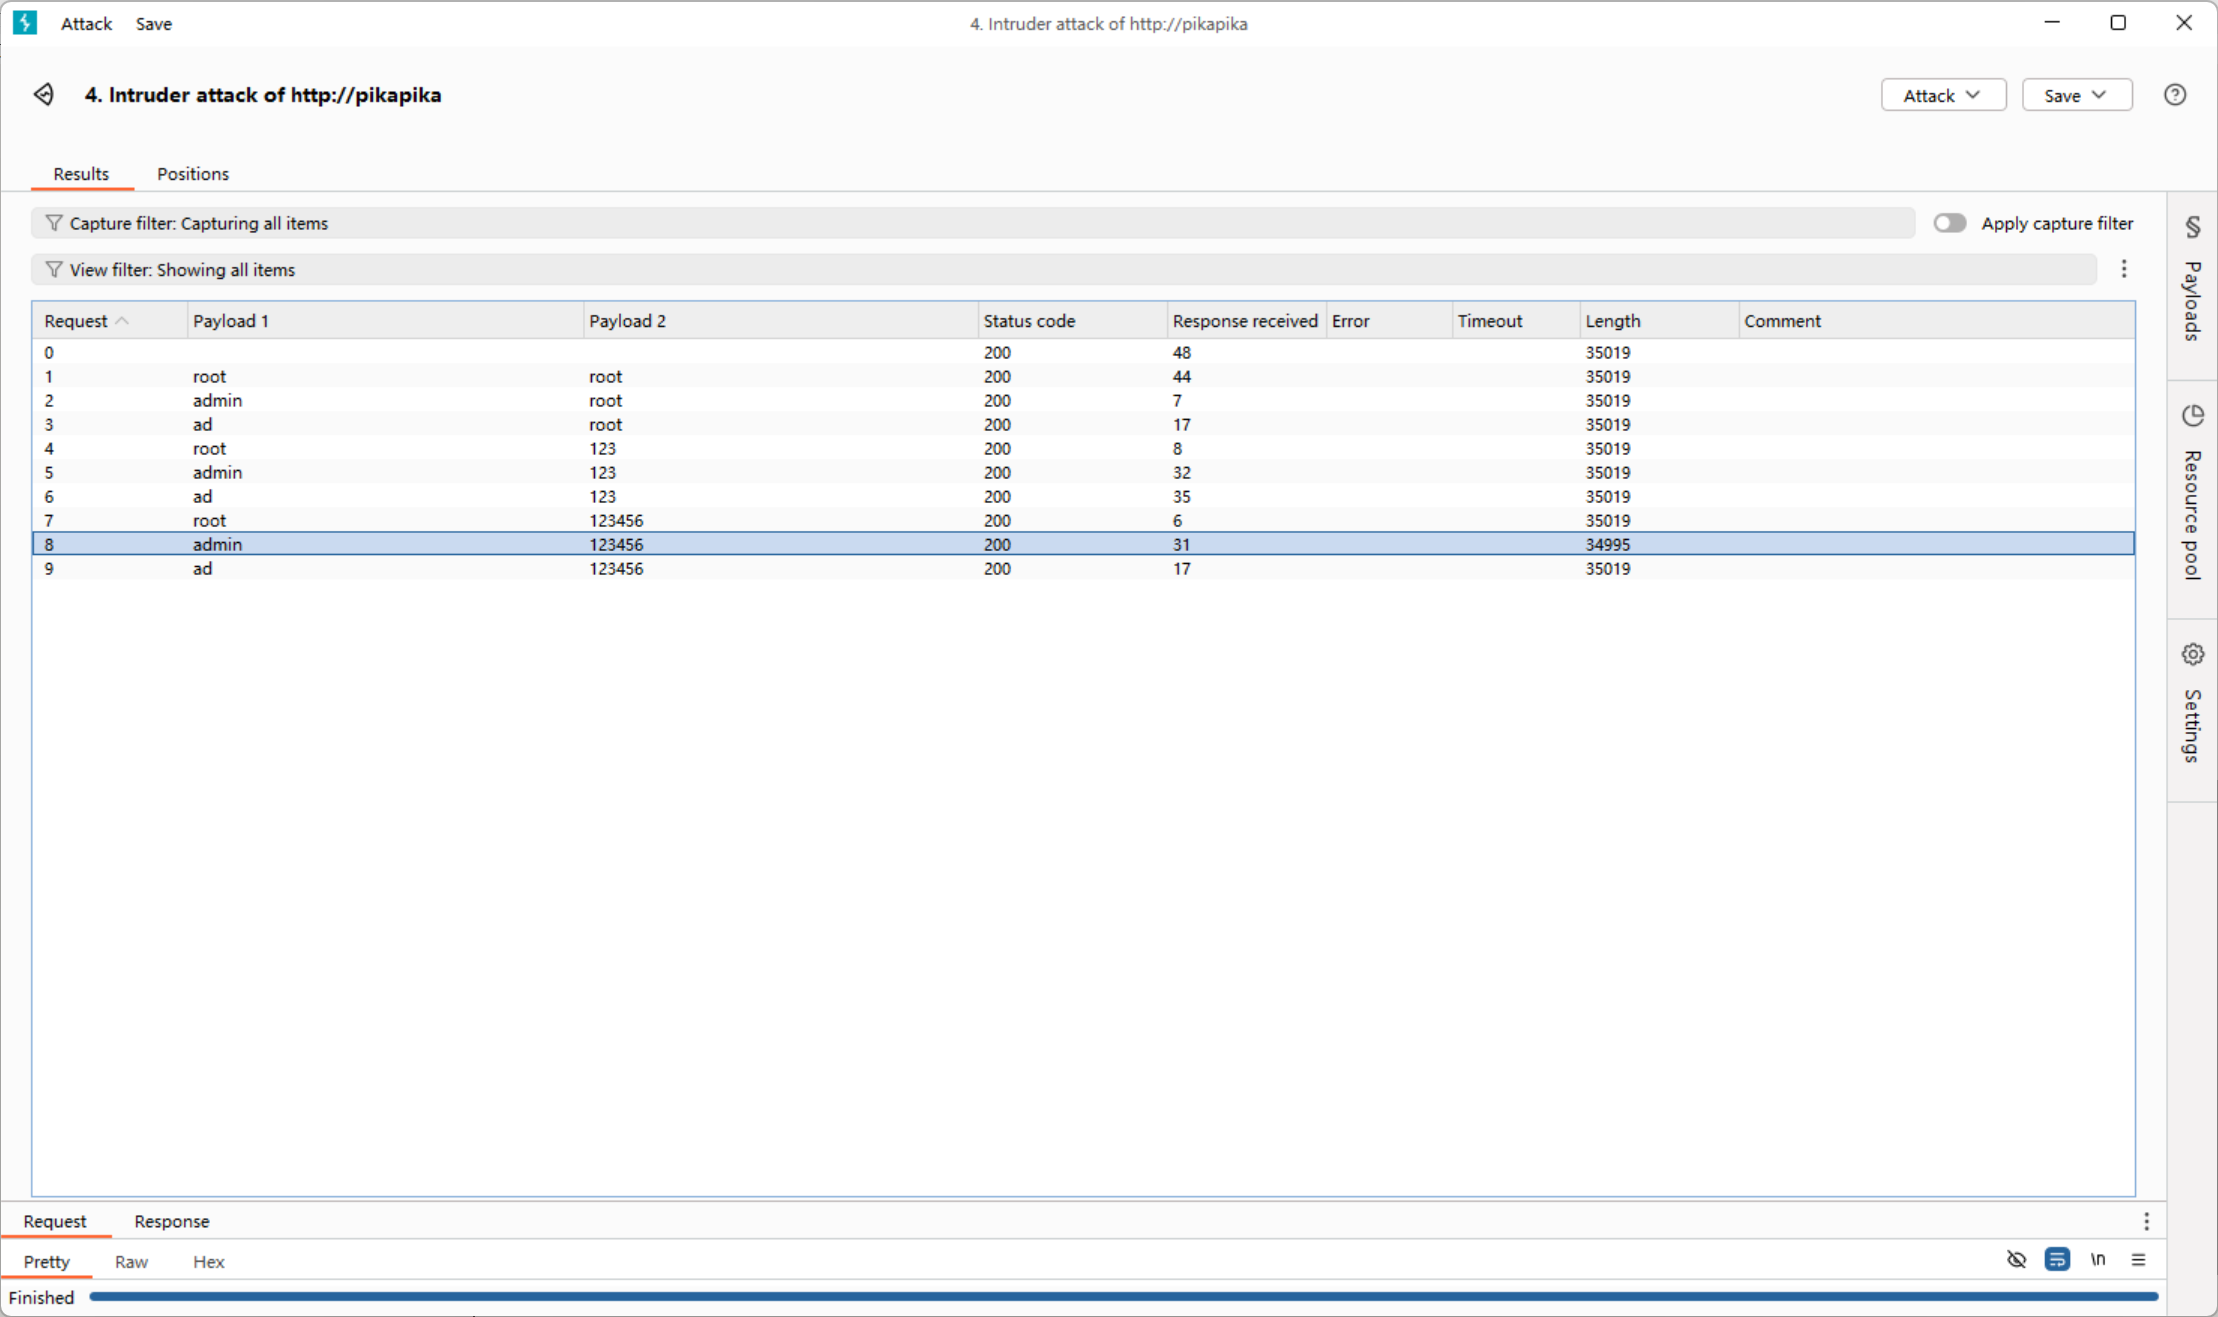 Attack Save 4. Intruder attack of http://pikapika
4. Intruder attack of http://pikapika Attack Save
Results Positions
Capture filter: Capturing all items Apply capture filter
View filter: Showing all items
Request Payload 1 Payload 2 Status code Response received Error Timeout Length Comment
0 200 48 35019
1 root root 200 44 35019
2 admin root 200 7 35019
3 ad root 200 17 35019
4 root 123 200 8 35019
5 admin 123 200 32 35019
6 ad 123 200 35 35019
7 root 123456 200 6 35019
8 admin 123456 200 31 34995
9 ad 123456 200 17 35019
Payloads
Resource pool
Settings
Request Response
Pretty Raw Hex \n
Finished